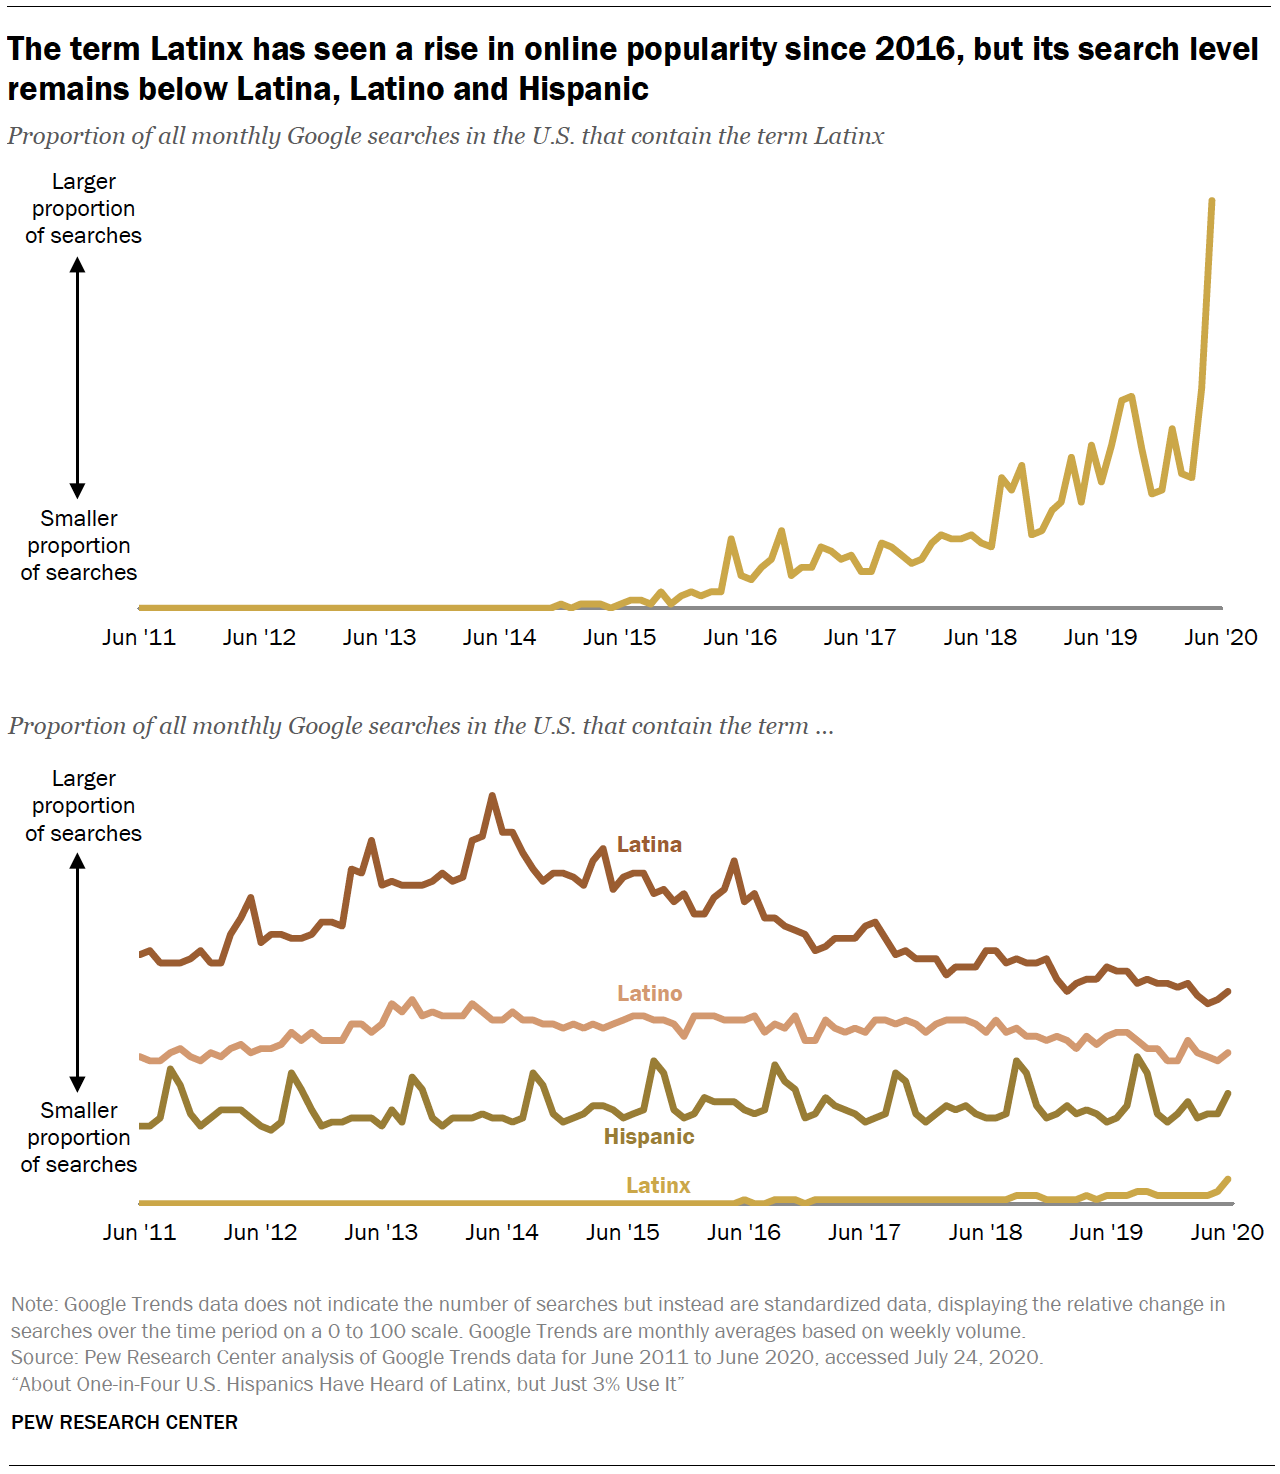 The term Latinx has seen a rise in online popularity since 2016, but its search level
remains below Latina, Latino and Hispanic
Proportion of all monthly Google searches in the U.S. that contain the term Latinx
Larger
proportion
of searches
Smaller
proportion
of searches
Jun '11 Jun '12 Jun '13 Jun '14 Jun '15 Jun '16 Jun '17 Jun '18 Jun '19 Jun '20
Proportion of all monthly Google searches in the U.S. that contain the term ...
Larger
proportion
of searches
Latina
Latino
Smaller
proportion
of searches
Hispanic
Latinx
Jun '11 Jun '12 Jun '13 Jun '14 Jun '15 Jun '16 Jun '17 Jun '18 Jun '19 Jun '20
Note: Google Trends data does not indicate the number of searches but instead are standardized data, displaying the relative change in
searches over the time period on a 0 to 100 scale. Google Trends are monthly averages based on weekly volume.
Source: Pew Research Center analysis of Google Trends data for June 2011 to June 2020, accessed July 24, 2020.
“About One-in-Four U.S. Hispanics Have Heard of Latinx, but Just 3% Use It”
PEW RESEARCH CENTER